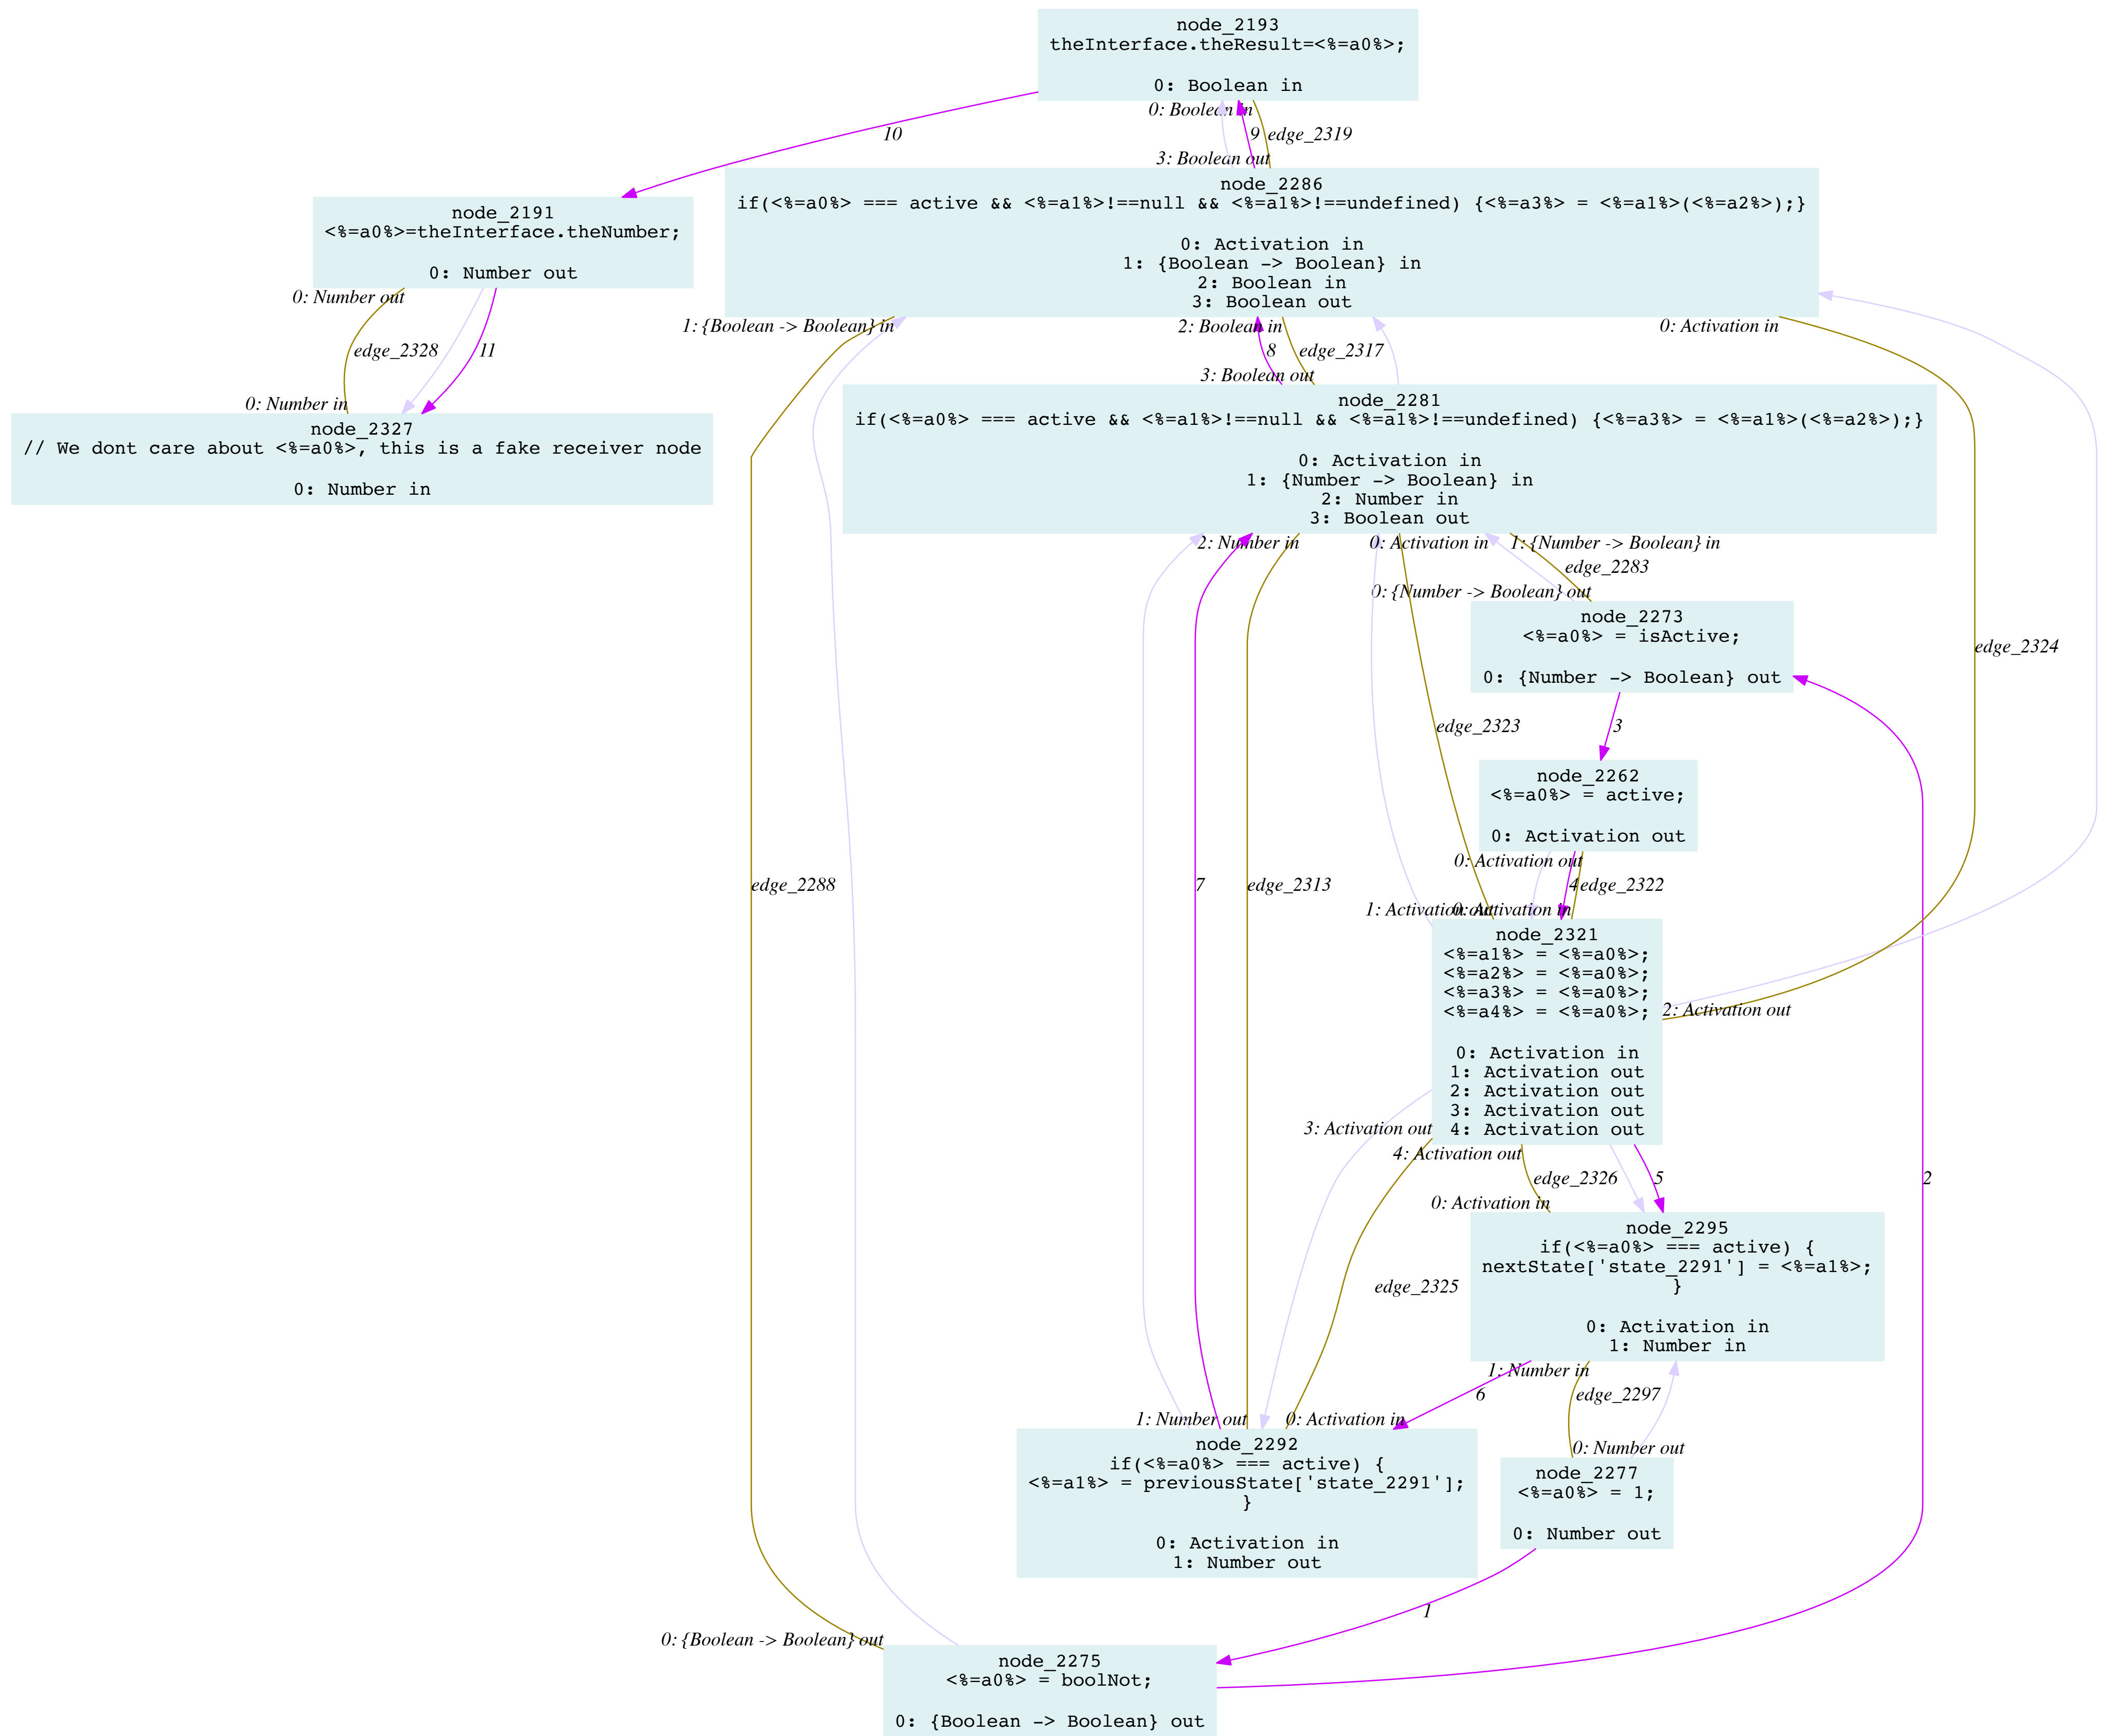 node_2193
theInterface.theResult=<%=a0%>;
0: Boolean in
0: Boolean in
10
9
edge_2319
3: Boolean out
node_2191
<%=a0%>=theInterface.theNumber;
0: Number out
node_2286
if(<%=a0%> === active && <%=a1%>!==null && <%=a1%>!==undefined) {<%=a3%> = <%=a1%>(<%=a2%>);}
0: Activation in
1: {Boolean -> Boolean} in
2: Boolean in
3: Boolean out
0: Number out
1: {Boolean -> Boolean} in
2: Boolean in
0: Activation in
edge_2328
11
8
edge_2317
0: Number in
3: Boolean out
node_2327
// We dont care about <%=a0%>, this is a fake receiver node
0: Number in
node_2281
if(<%=a0%> === active && <%=a1%>!==null && <%=a1%>!==undefined) {<%=a3%> = <%=a1%>(<%=a2%>);}
0: Activation in
1: {Number -> Boolean} in
2: Number in
3: Boolean out
2: Number in
0: Activation in
1: {Number -> Boolean} in
edge_2283
0: {Number -> Boolean} out
node_2273
<%=a0%> = isActive;
0: {Number -> Boolean} out
edge_2324
edge_2323
3
node_2262
<%=a0%> = active;
0: Activation out
0: Activation out
edge_2288
7
edge_2313
4
edge_2322
1: Activation out
0: Activation in
node_2321
<%=a1%> = <%=a0%>;
<%=a2%> = <%=a0%>;
<%=a3%> = <%=a0%>;
<%=a4%> = <%=a0%>;
0: Activation in
1: Activation out
2: Activation out
3: Activation out
4: Activation out
2: Activation out
3: Activation out
4: Activation out
edge_2326
5
2
0: Activation in
node_2295
if(<%=a0%> === active) {
nextState['state_2291'] = <%=a1%>;
}
0: Activation in
1: Number in
edge_2325
1: Number in
6
edge_2297
1: Number out
0: Activation in
0: Number out
node_2292
if(<%=a0%> === active) {
<%=a1%> = previousState['state_2291'];
}
0: Activation in
1: Number out
node_2277
<%=a0%> = 1;
0: Number out
1
0: {Boolean -> Boolean} out
node_2275
<%=a0%> = boolNot;
0: {Boolean -> Boolean} out